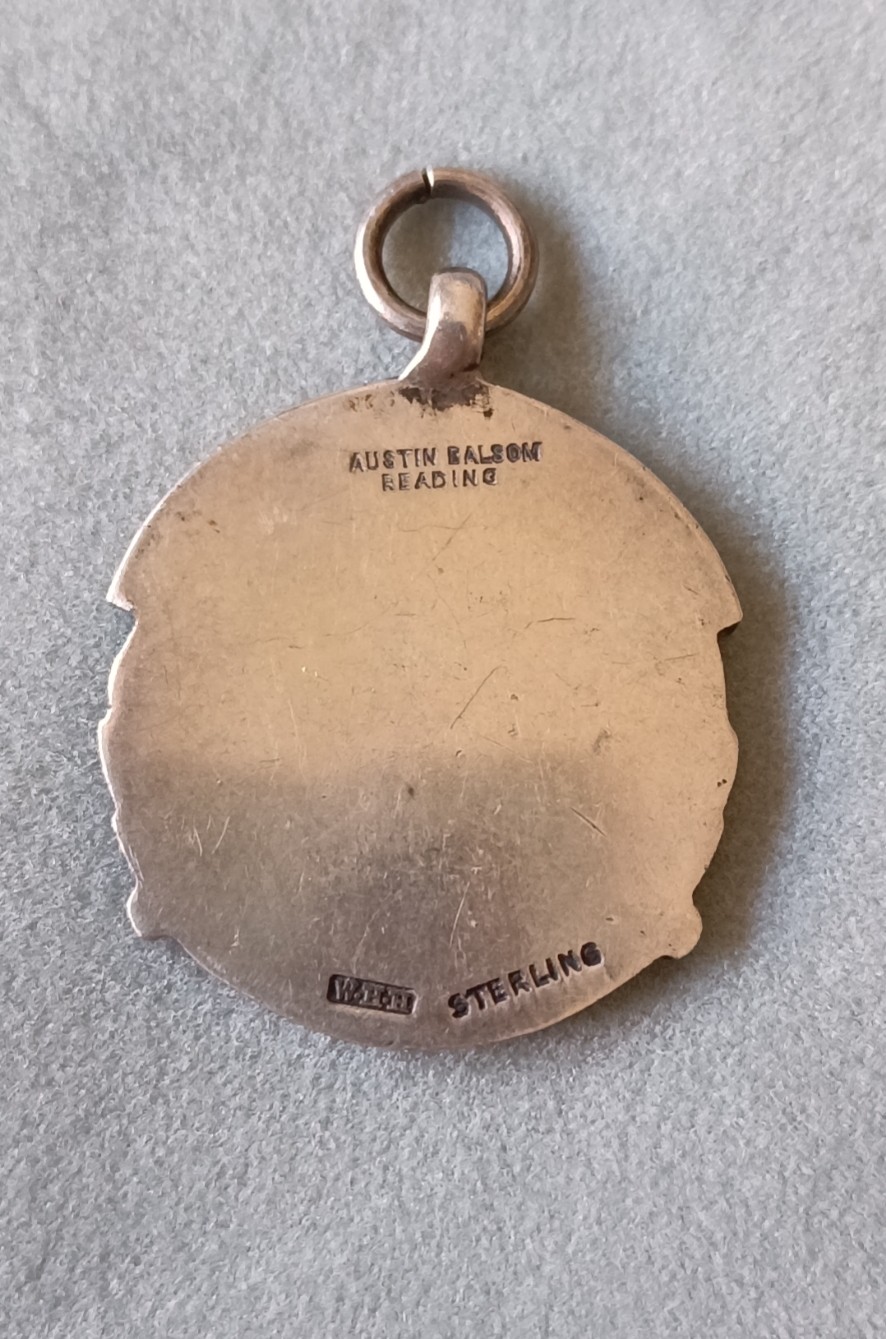 AUSTIN BALSOM
READING
W.H.H
STERLING